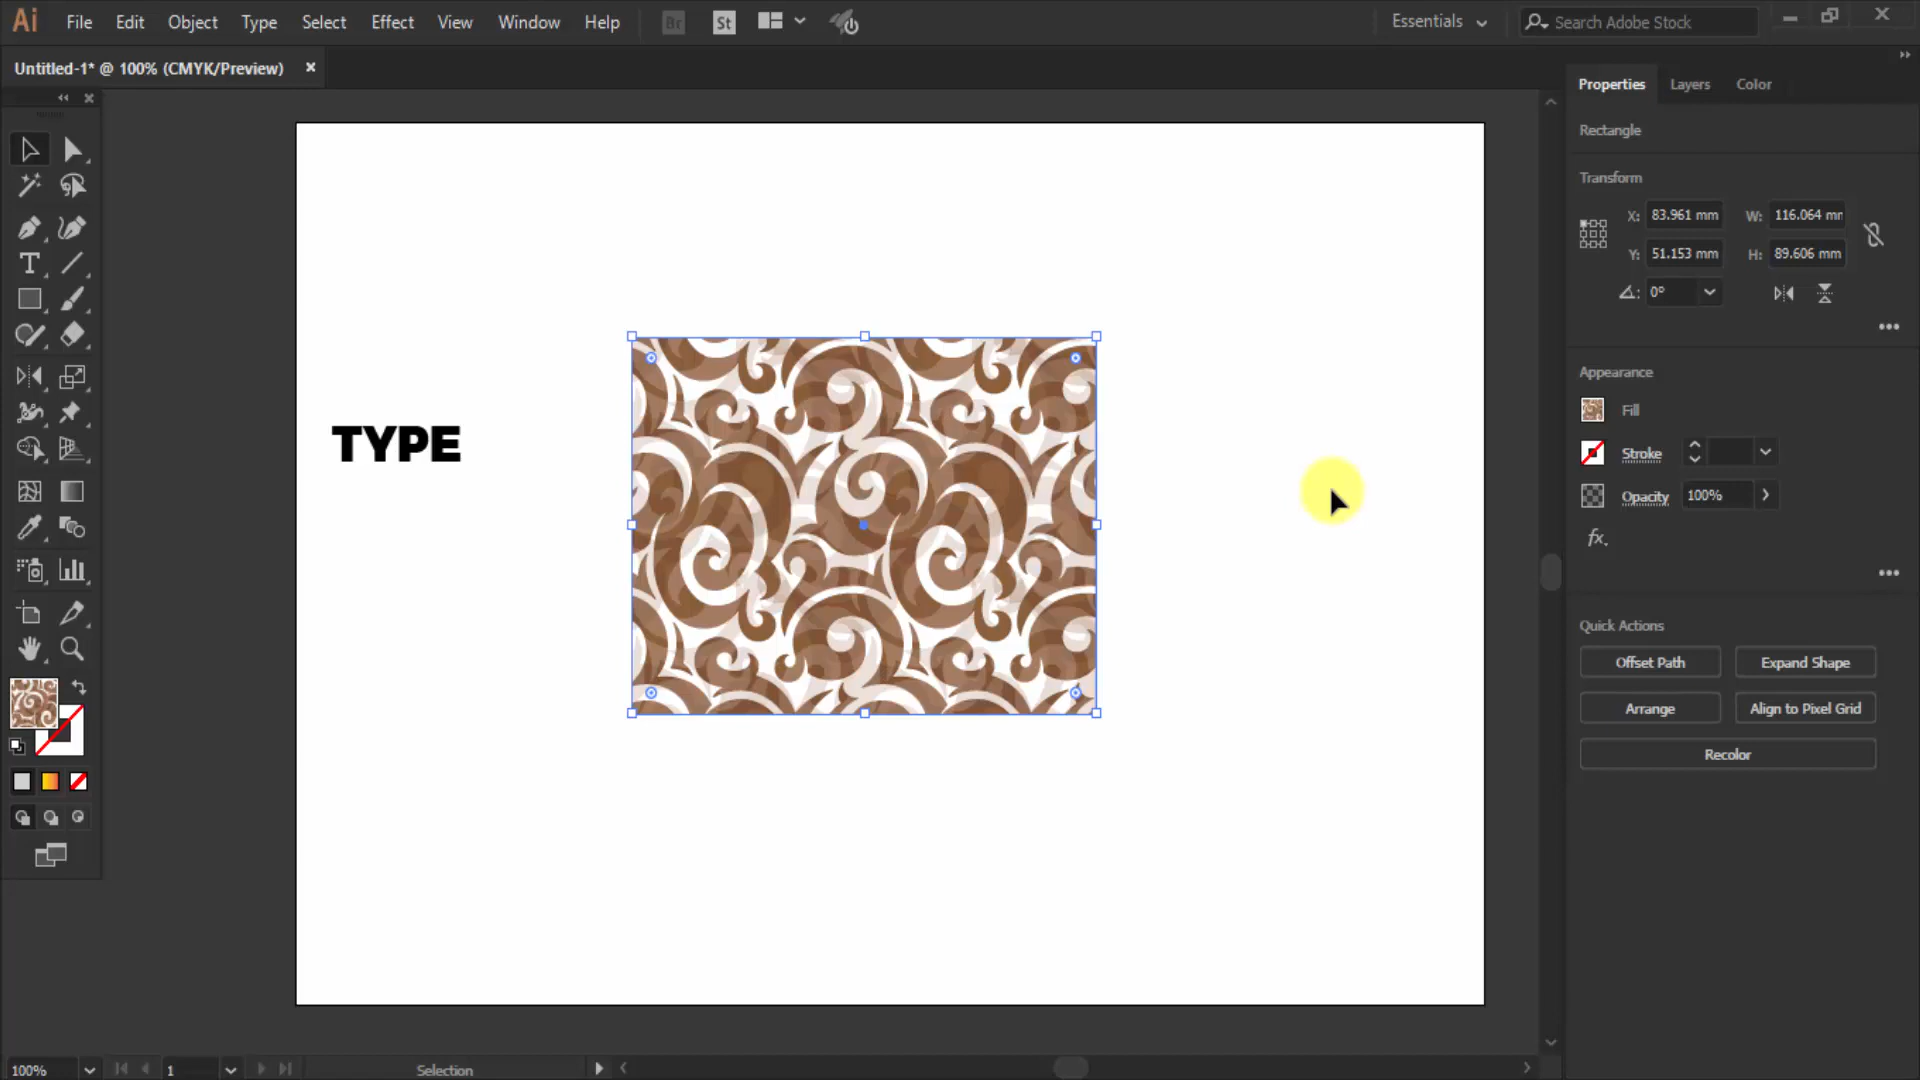 Ai File Edit Object Type Select Effect View Window Help Br St Essentials Search Adobe Stock
Untitled-1* @ 100% (CMYK/Preview)
Properties Layers Color
Rectangle
Transform
X: 83.961 mm W: 116.064 mm
Y: 51.153 mm H: 89.606 mm
0°
Appearance
Fill
Stroke
Opacity 100%
fx.
TYPE
Quick Actions
Offset Path Expand Shape
Arrange Align to Pixel Grid
Recolor
100% 1 Selection